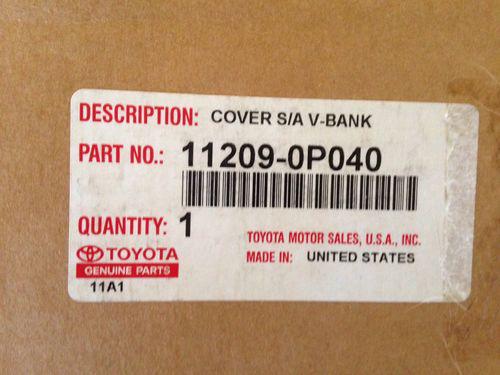 DESCRIPTION: COVER S/A V-BANK
PART NO.: 11209-0P040
QUANTITY: 1
TOYOTA MOTOR SALES, U.S.A., INC.
TOYOTA
MADE IN: UNITED STATES
GENUINE PARTS
11A1